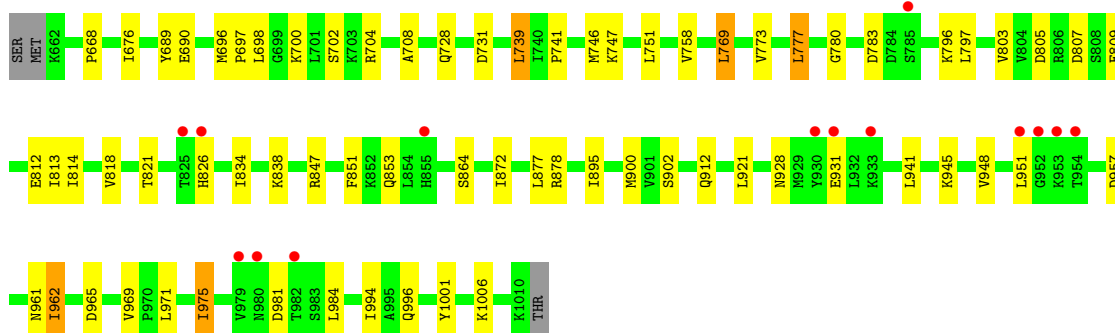 SER MET K662 P668 I676 Y689 E690 M696 P697 L698 G699 K700 L701 S702 K703 R704 A708 Q728 D731 L739 I740 P741 M746 K747 L751 V758 L769 V773 L777 G780 D783 D784 S785 K796 L797 V803 V804 D805 R806 D807 S808
E812 I813 I814 V818 T821 T825 H826 I834 K838 R847 F851 K852 Q853 L854 H855 S864 I872 L877 R878 I895 M900 V901 S902 Q912 L921 N928 M929 Y930 E931 L932 K933 L941 K945 V948 L951 G952 K953 T954
N961 I962 D965 V969 P970 L971 I975 V979 N980 D981 T982 S983 L984 I994 A995 Q996 Y1001 K1006 K1010 THR